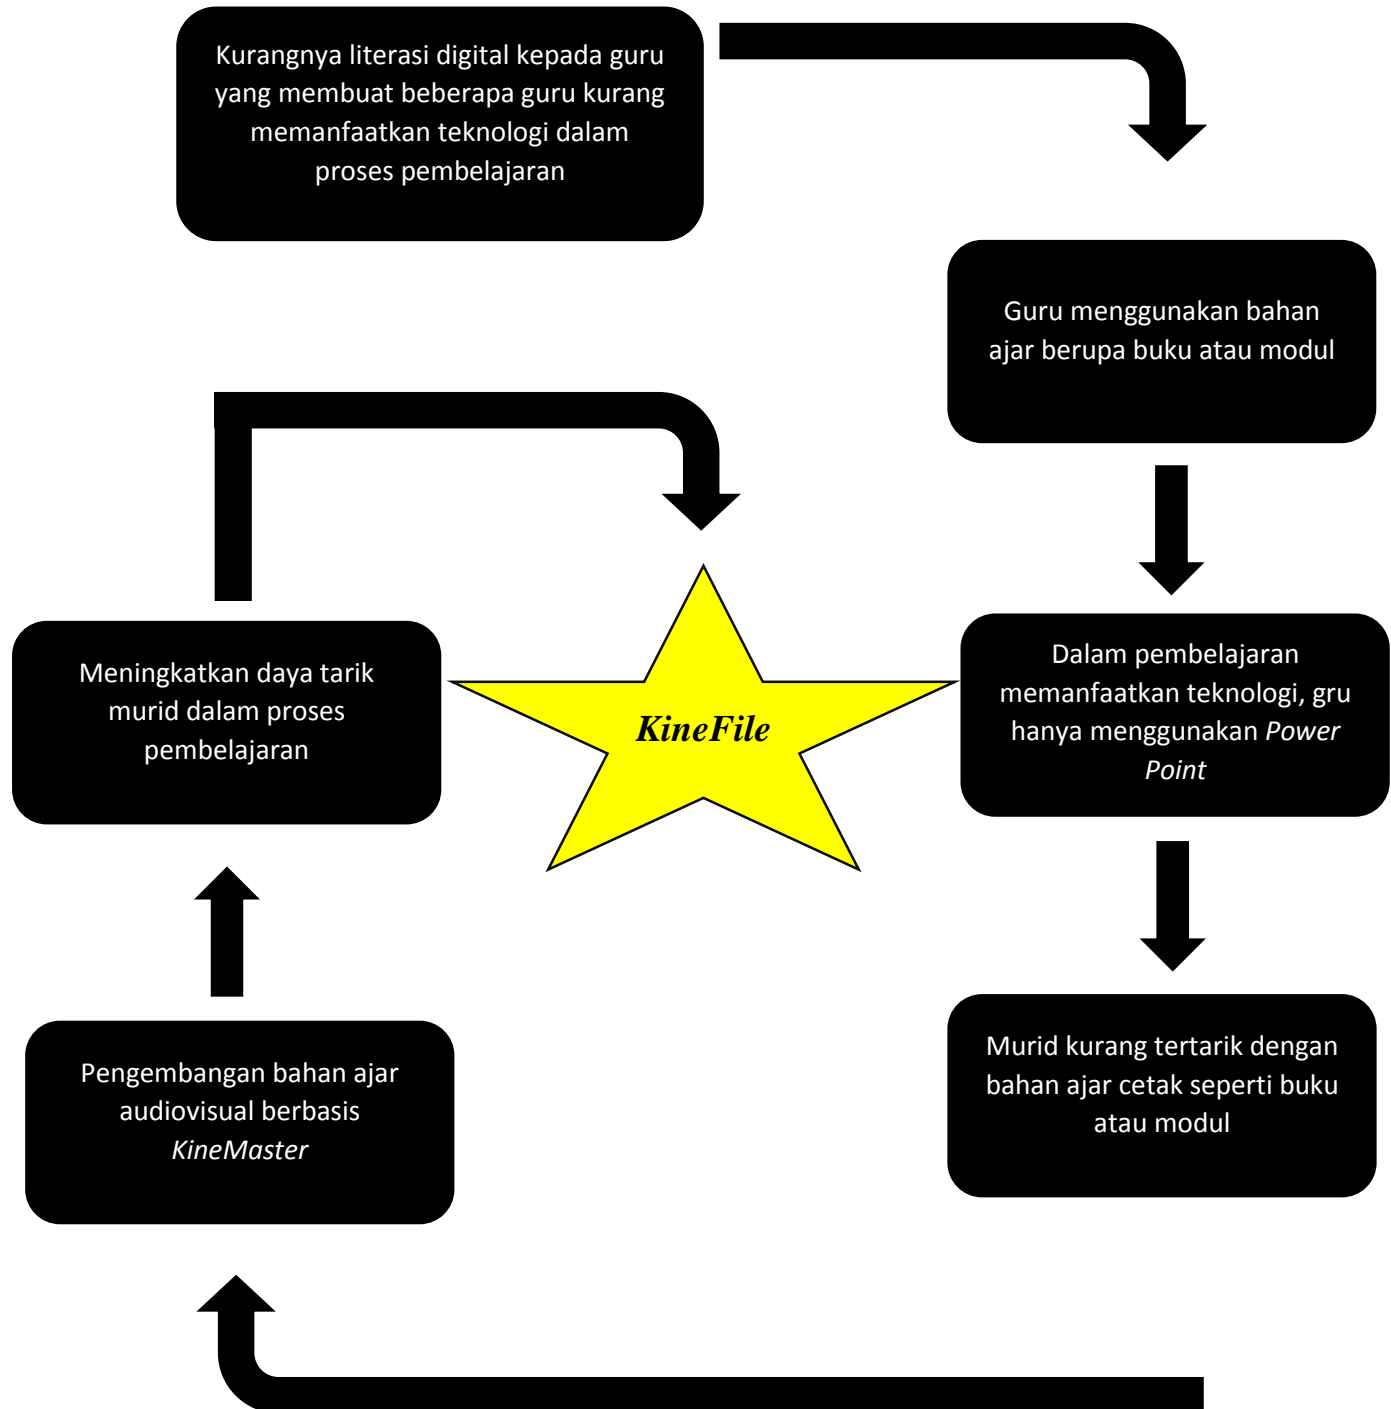 Kurangnya literasi digital kepada guru
yang membuat beberapa guru kurang
memanfaatkan teknologi dalam
proses pembelajaran
Guru menggunakan bahan
ajar berupa buku atau modul
Dalam pembelajaran
memanfaatkan teknologi, gru
hanya menggunakan Power
Point
Murid kurang tertarik dengan
bahan ajar cetak seperti buku
atau modul
Pengembangan bahan ajar
audiovisual berbasis
KineMaster
Meningkatkan daya tarik
murid dalam proses
pembelajaran
KineFile